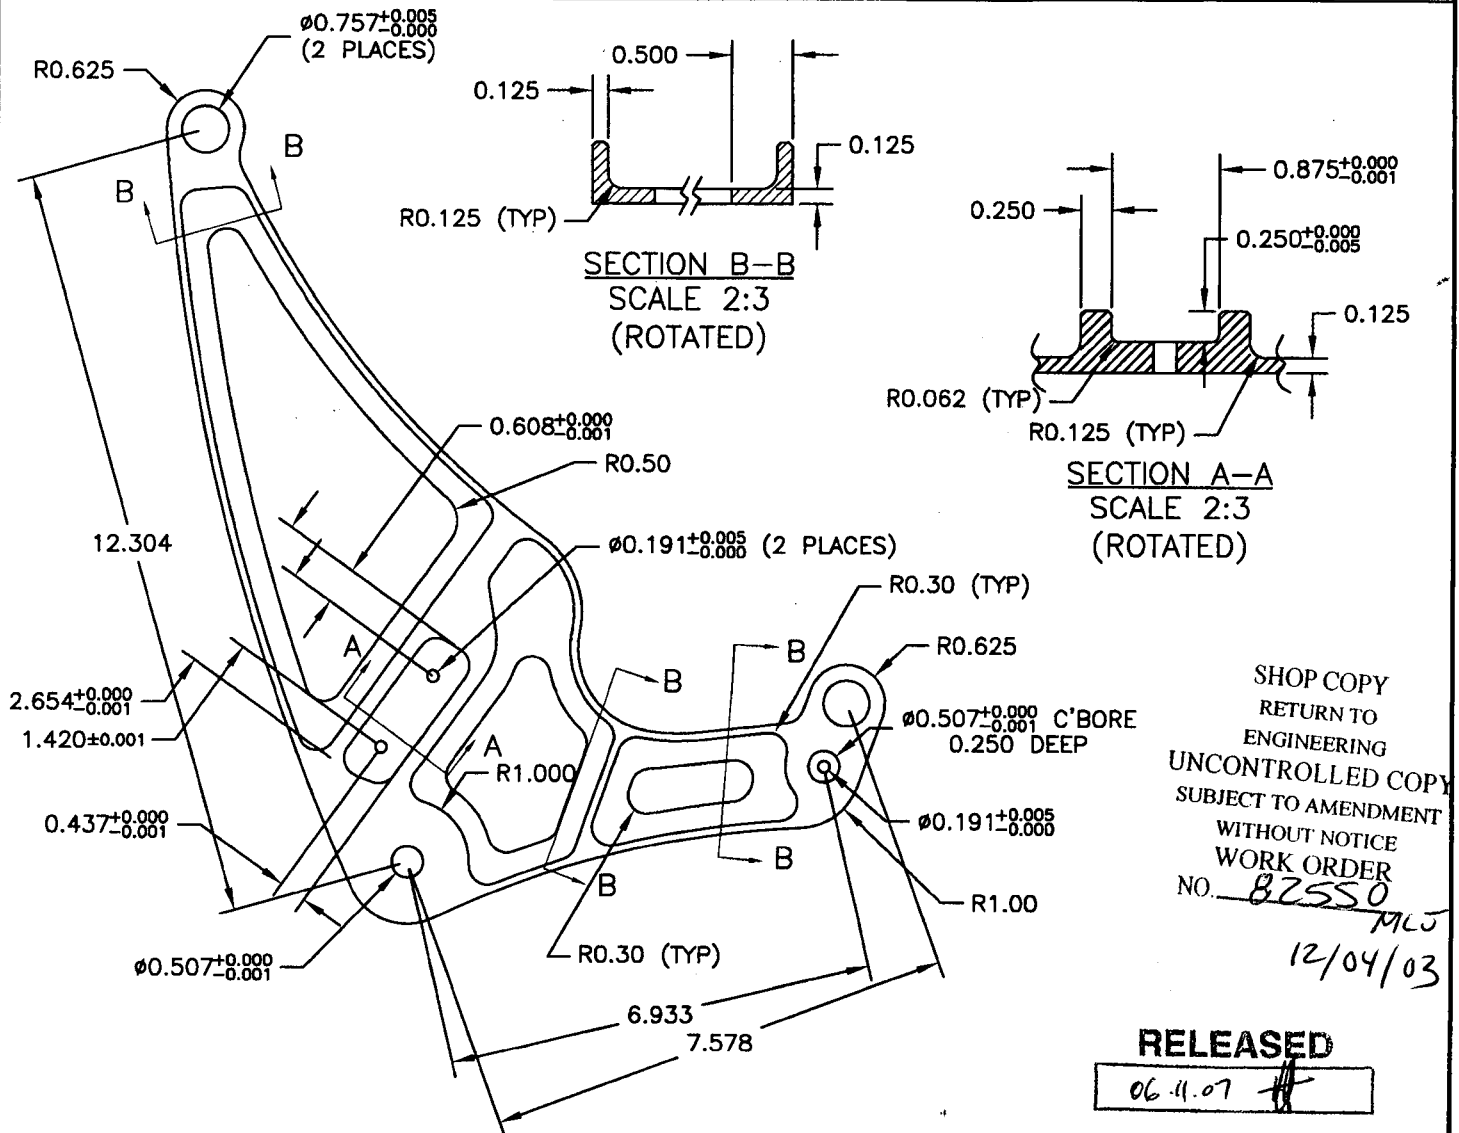 ø0.757+0.005 -0.000
(2 PLACES)
R0.625
0.500
0.125
0.125
R0.125 (TYP)
SECTION B-B
SCALE 2:3
(ROTATED)
B
B
0.875+0.000 -0.001
0.250
0.250+0.000 -0.005
0.125
R0.062 (TYP)
R0.125 (TYP)
SECTION A-A
SCALE 2:3
(ROTATED)
0.608+0.000 -0.001
R0.50
12.304
ø0.191+0.005 -0.000 (2 PLACES)
R0.30 (TYP)
R0.625
A
A
B
B
2.654+0.000 -0.001
1.420±0.001
R1.000
ø0.507+0.000 -0.001 C'BORE
0.250 DEEP
0.437+0.000 -0.001
ø0.191+0.005 -0.000
B
B
R1.00
ø0.507+0.000 -0.001
R0.30 (TYP)
6.933
7.578
SHOP COPY
RETURN TO
ENGINEERING
UNCONTROLLED COPY
SUBJECT TO AMENDMENT
WITHOUT NOTICE
WORK ORDER
NO. 82550
MLJ
12/04/03
RELEASED
06.11.07